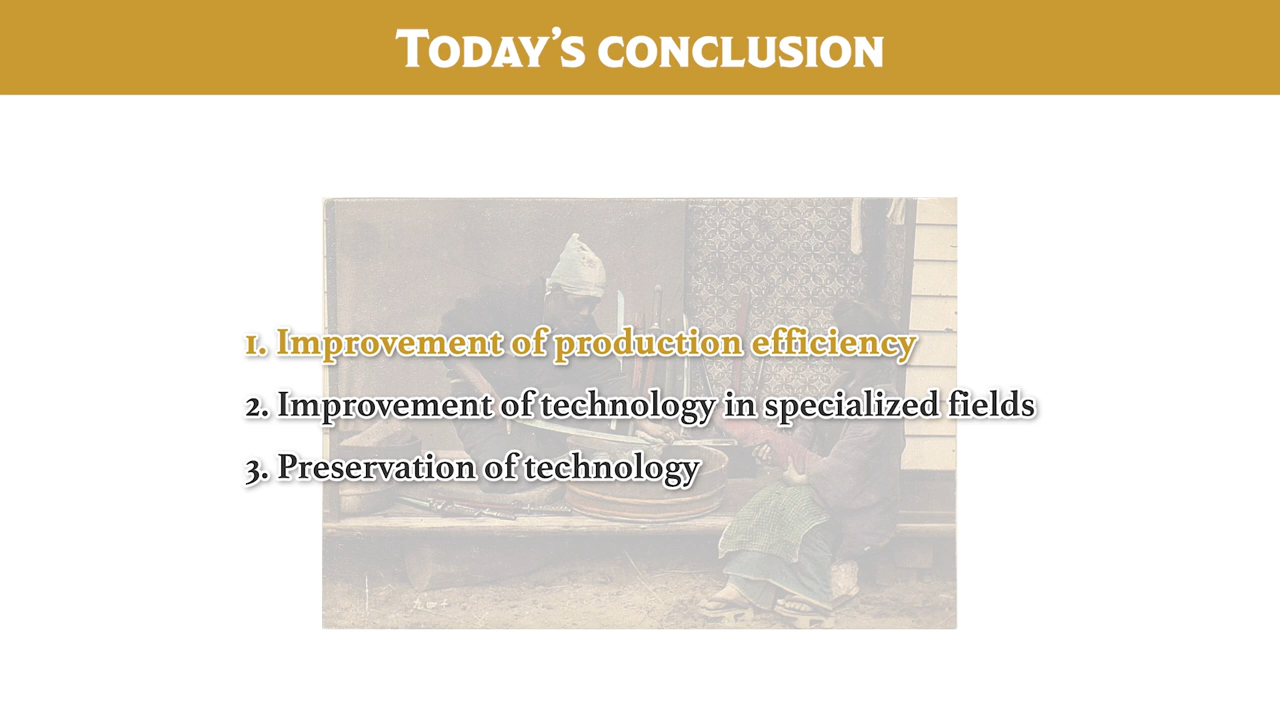 Today's conclusion
1. Improvement of production efficiency
2. Improvement of technology in specialized fields
3. Preservation of technology